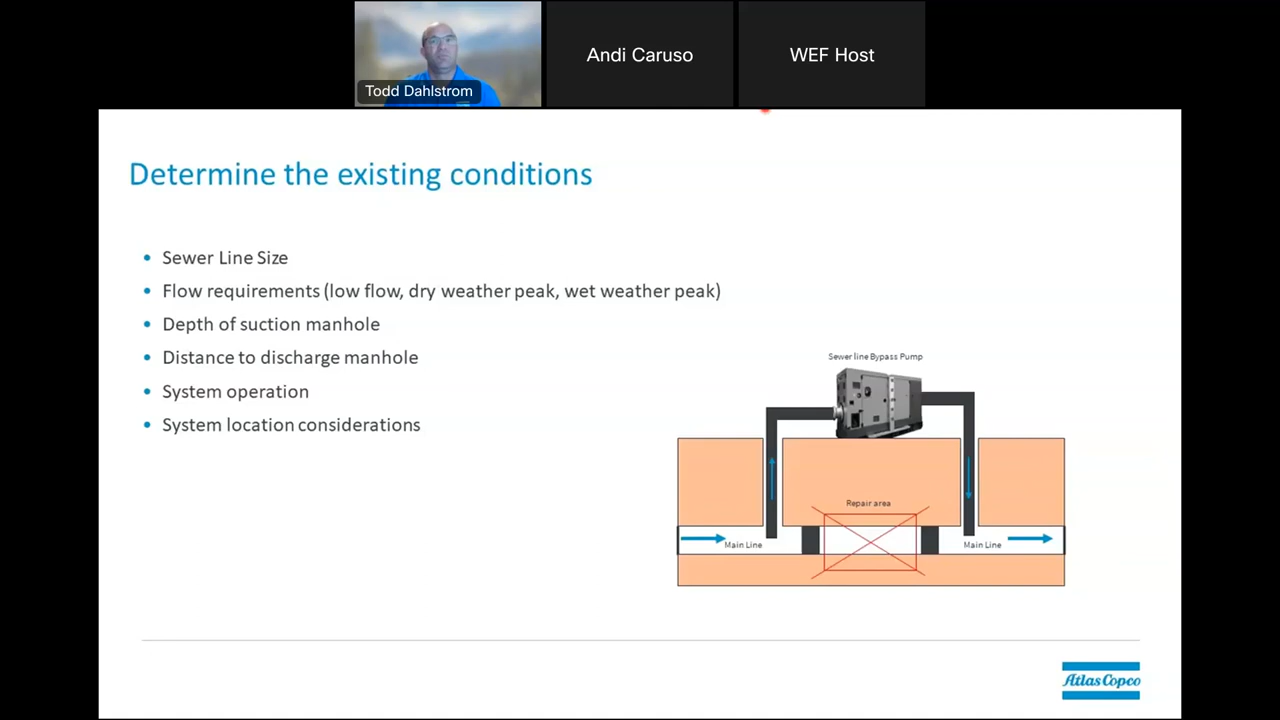 Todd Dahlstrom
Andi Caruso
WEF Host
Determine the existing conditions
• Sewer Line Size
• Flow requirements (low flow, dry weather peak, wet weather peak)
• Depth of suction manhole
• Distance to discharge manhole
• System operation
• System location considerations
Sewer line Bypass Pump
Repair area
Main Line
Main Line
Atlas Copco